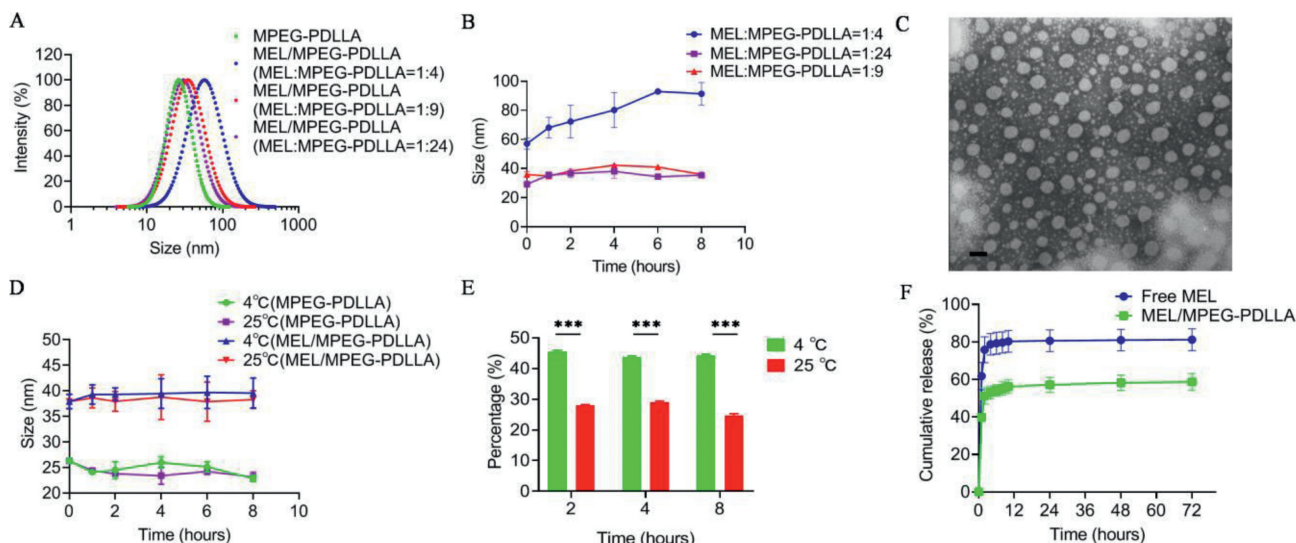 A
MPEG-PDLLA
MEL/MPEG-PDLLA
(MEL:MPEG-PDLLA=1:4)
MEL/MPEG-PDLLA
(MEL:MPEG-PDLLA=1:9)
MEL/MPEG-PDLLA
(MEL:MPEG-PDLLA=1:24)
Intensity (%)
120
100
80
60
40
20
0
1 10 100 1000
Size (nm)
B
MEL:MPEG-PDLLA=1:4
MEL:MPEG-PDLLA=1:24
MEL:MPEG-PDLLA=1:9
Size (nm)
100
80
60
40
20
0
0 2 4 6 8 10
Time (hours)
C
D
4°C(MPEG-PDLLA)
25°C(MPEG-PDLLA)
4°C(MEL/MPEG-PDLLA)
25°C(MEL/MPEG-PDLLA)
Size (nm)
50
45
40
35
30
25
20
0 2 4 6 8 10
Time (hours)
E
*** *** ***
4 °C
25 °C
Percentage (%)
50
40
30
20
10
0
2 4 8
Time (hours)
F
Free MEL
MEL/MPEG-PDLLA
Cumulative release (%)
100
80
60
40
20
0
0 12 24 36 48 60 72
Time (hours)